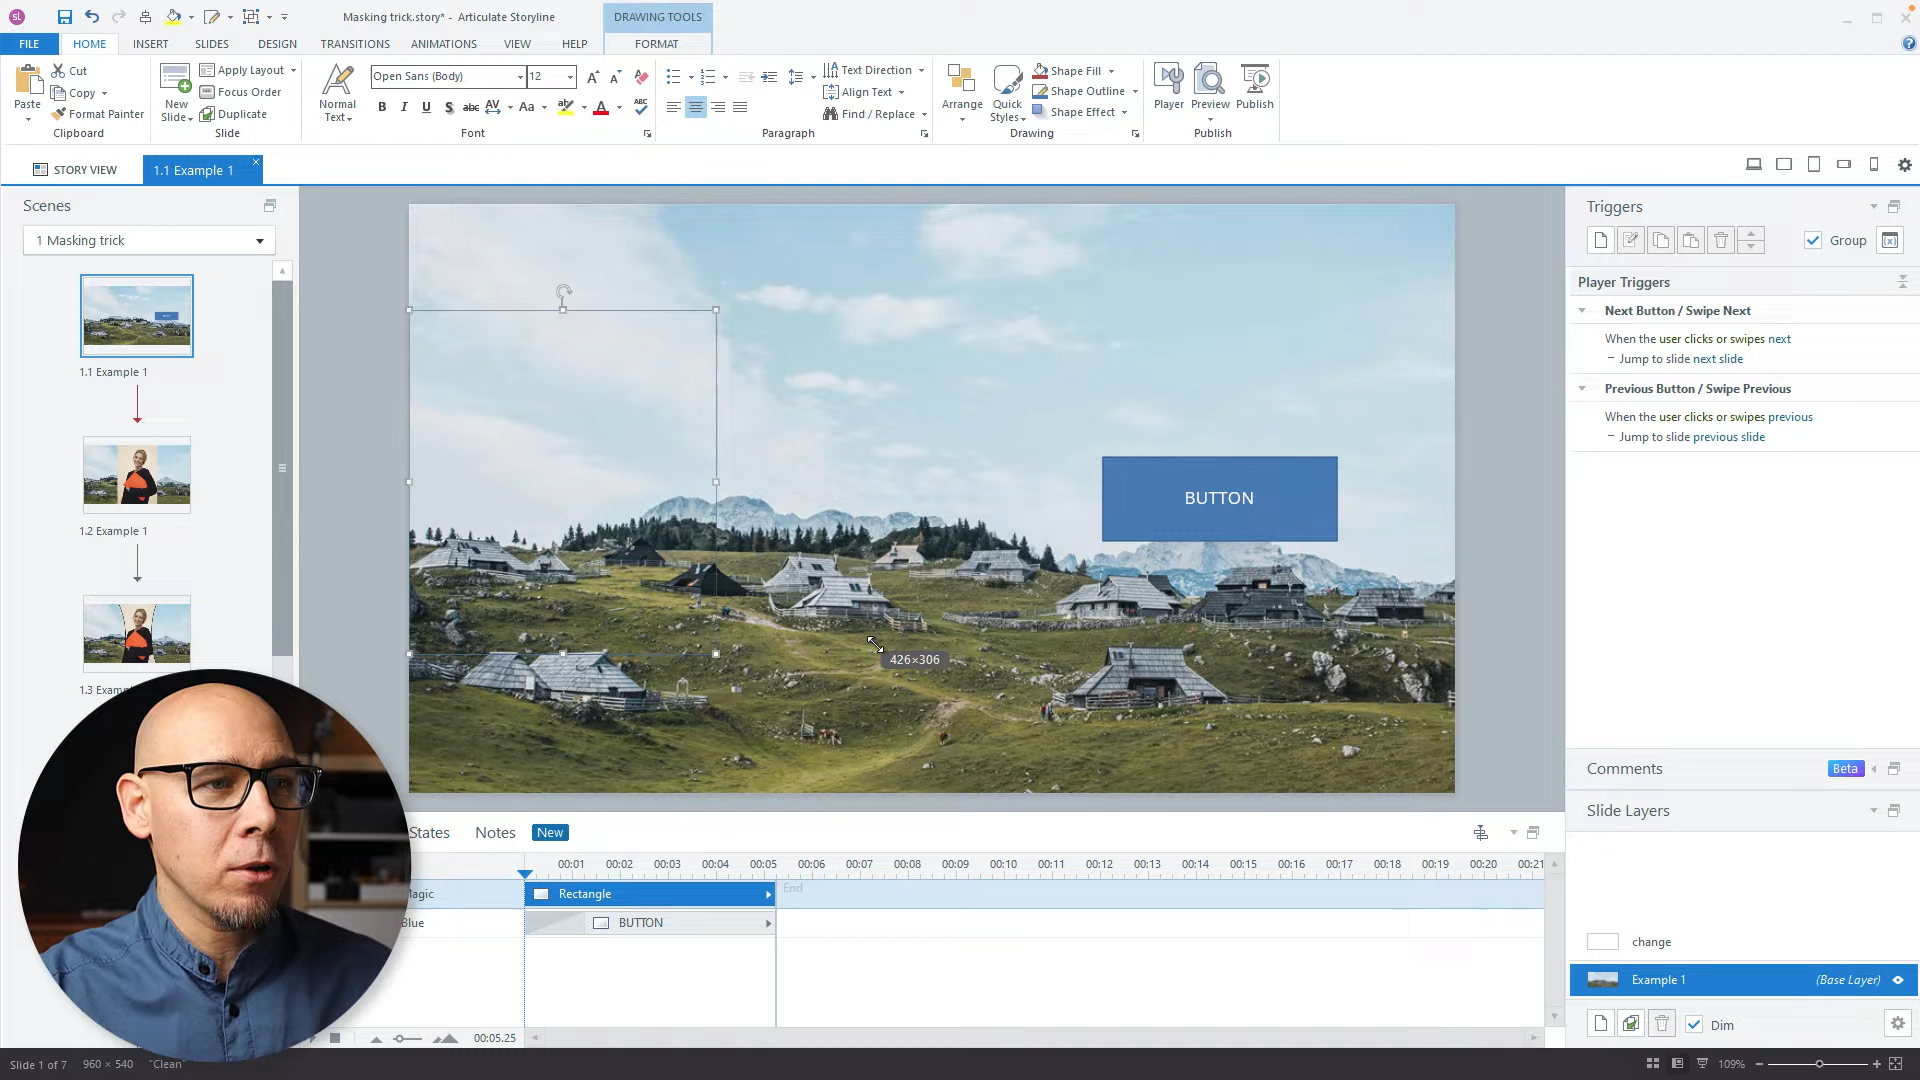 sl
Masking trick.story* - Articulate Storyline
DRAWING TOOLS
FILE HOME INSERT SLIDES DESIGN TRANSITIONS ANIMATIONS VIEW HELP FORMAT
Paste
Cut
Copy
Format Painter
Clipboard
New
Slide
Apply Layout
Focus Order
Duplicate
Slide
Normal
Text
Open Sans (Body) 12
Font
Text Direction
Align Text
Find / Replace
Paragraph
Arrange
Quick
Styles
Shape Fill
Shape Outline
Shape Effect
Drawing
Player
Preview
Publish
Publish
STORY VIEW
1.1 Example 1
Scenes
1 Masking trick
1.1 Example 1
1.2 Example 1
BUTTON
426×306
States Notes New
00:01 00:02 00:03 00:04 00:05 00:06 00:07 00:08 00:09 00:10 00:11 00:12 00:13 00:14 00:15 00:16 00:17 00:18 00:19 00:20 00:21
Rectangle
End
Blue
BUTTON
00:05.25
Triggers
Group
Player Triggers
Next Button / Swipe Next
When the user clicks or swipes next
Jump to slide next slide
Previous Button / Swipe Previous
When the user clicks or swipes previous
Jump to slide previous slide
Comments Beta
Slide Layers
change
Example 1 (Base Layer)
Dim
Slide 1 of 7 960 × 540 "Clean"
109%